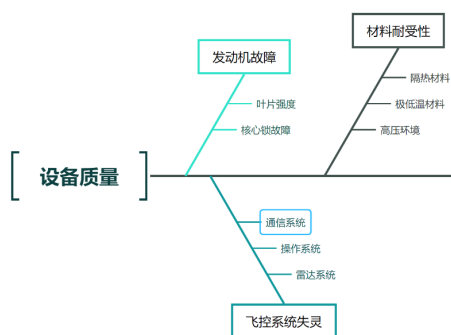 材料耐受性
发动机故障
隔热材料
叶片强度
极低温材料
核心锁故障
高压环境
设备质量
通信系统
操作系统
雷达系统
飞控系统失灵